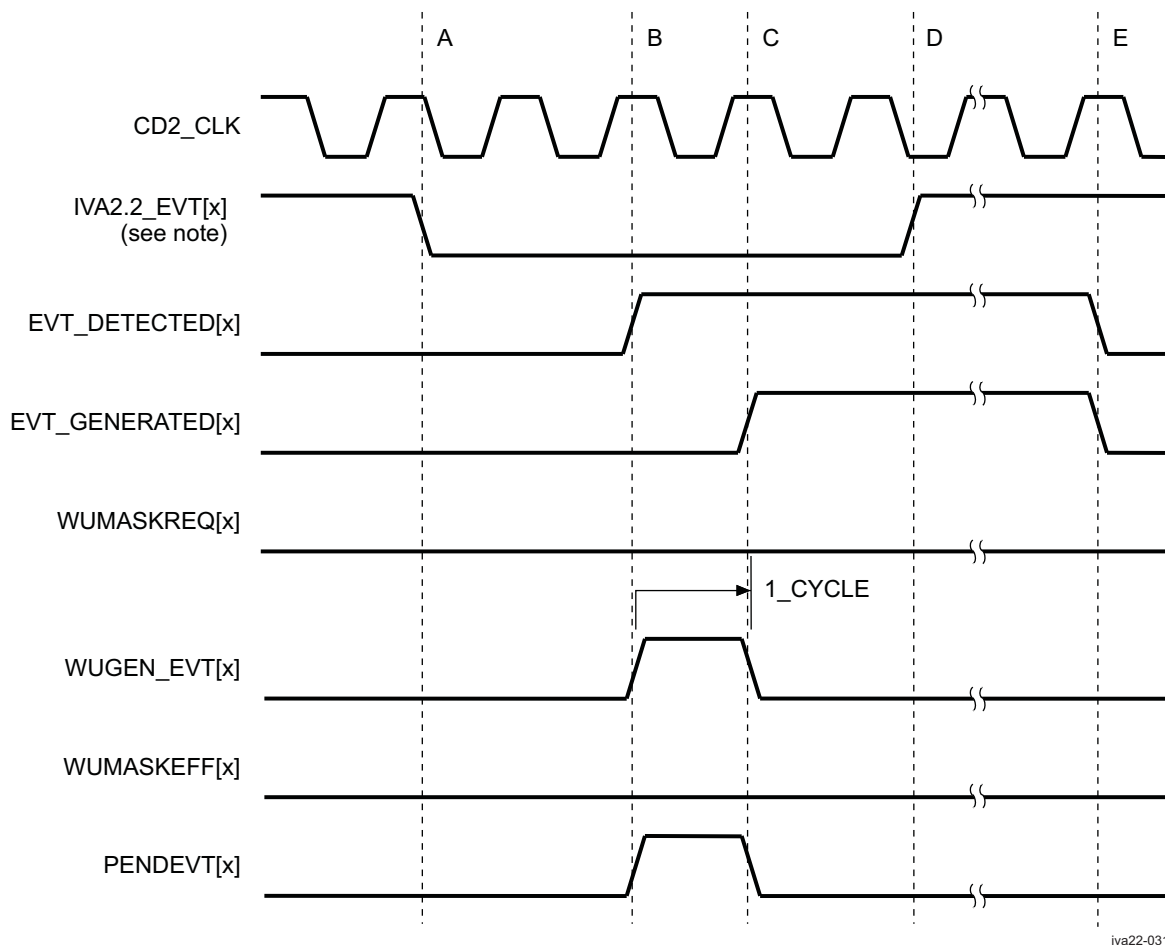 A B C D E
CD2_CLK
IVA2.2_EVT[x]
(see note)
EVT_DETECTED[x]
EVT_GENERATED[x]
WUMASKREQ[x]
1_CYCLE
WUGEN_EVT[x]
WUMASKEFF[x]
PENDEVT[x]
iva22-031